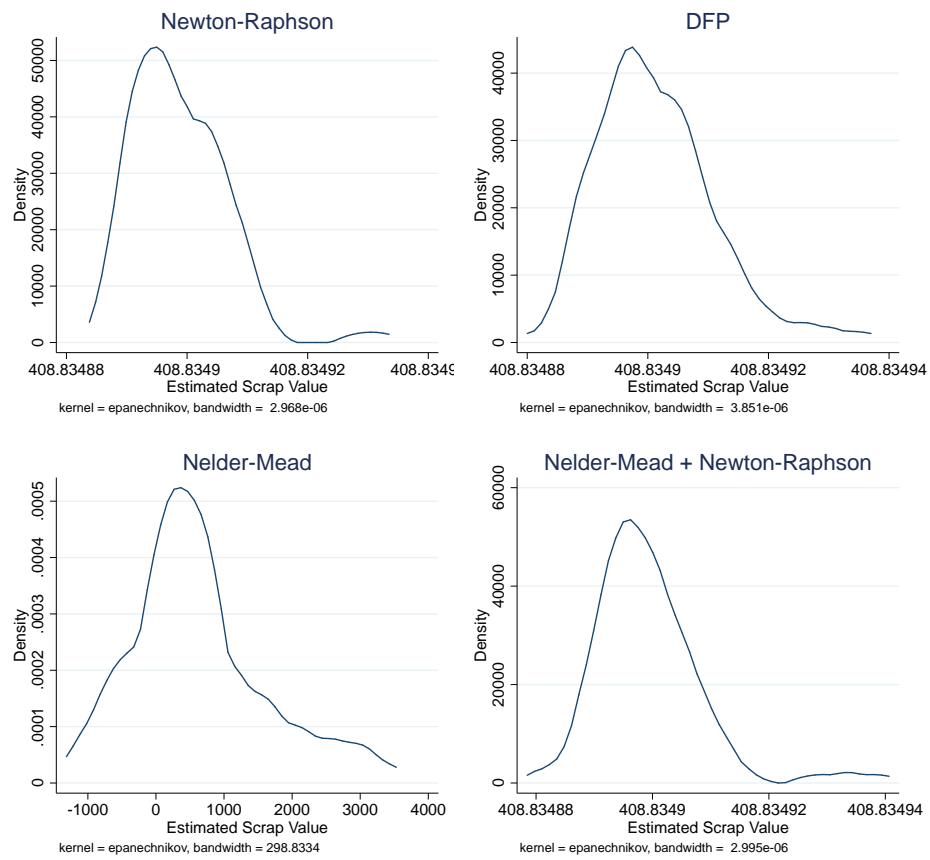 Newton-Raphson
Density
50000
40000
30000
20000
10000
0
408.83488
408.8349
408.83492
408.8349
Estimated Scrap Value
kernel = epanechnikov, bandwidth = 2.968e-06
DFP
Density
40000
30000
20000
10000
0
408.83488
408.8349
408.83492
408.83494
Estimated Scrap Value
kernel = epanechnikov, bandwidth = 3.851e-06
Nelder-Mead
Density
.0005
.0004
.0003
.0002
.0001
0
-1000
0
1000
2000
3000
4000
Estimated Scrap Value
kernel = epanechnikov, bandwidth = 298.8334
Nelder-Mead + Newton-Raphson
Density
60000
40000
20000
0
408.83488
408.8349
408.83492
408.83494
Estimated Scrap Value
kernel = epanechnikov, bandwidth = 2.995e-06